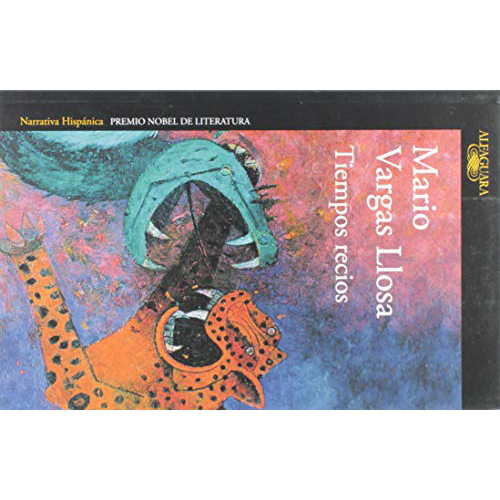 Narrativa Hispánica PREMIO NOBEL DE LITERATURA
ALFAGUARA
Mario
Vargas Llosa
Tiempos recios